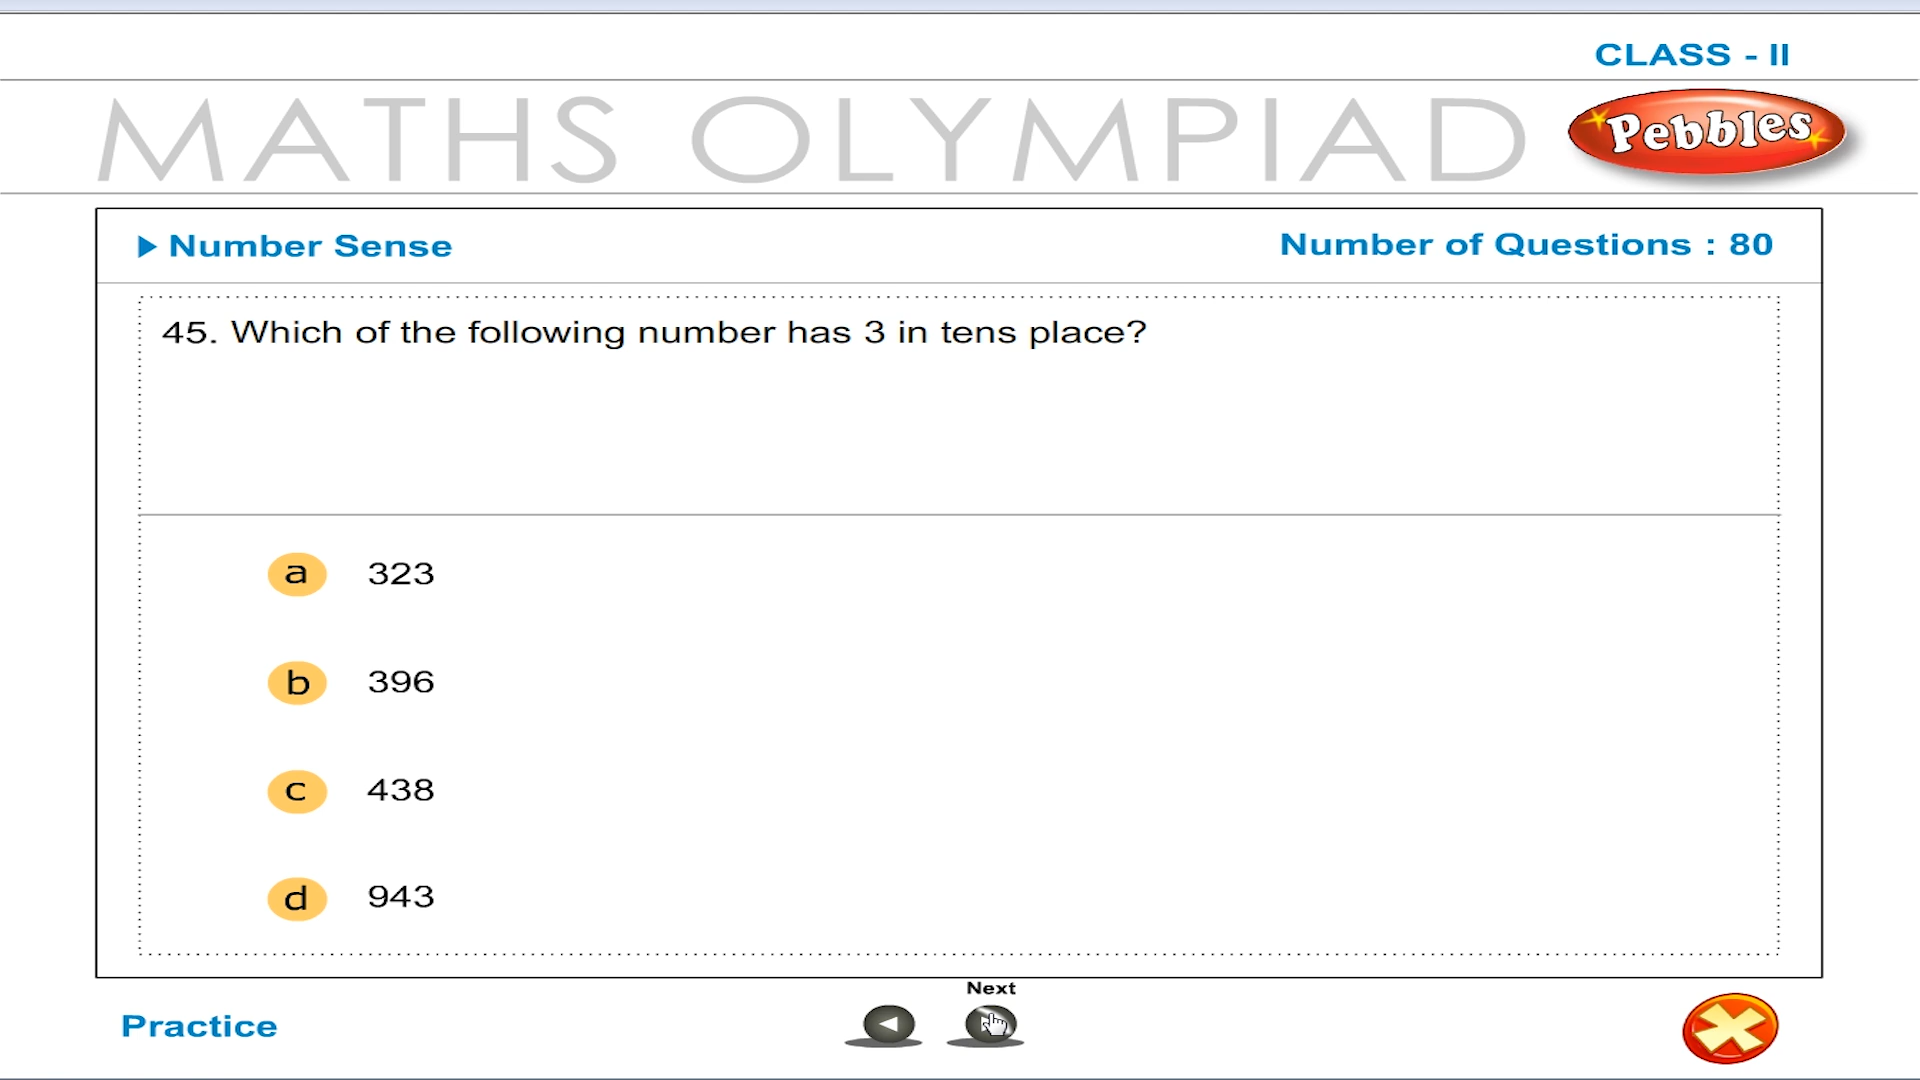 CLASS - II
MATHS OLYMPIAD
Pebbles
Number Sense
Number of Questions : 80
45. Which of the following number has 3 in tens place?
a 323
b 396
c 438
d 943
Next
Practice